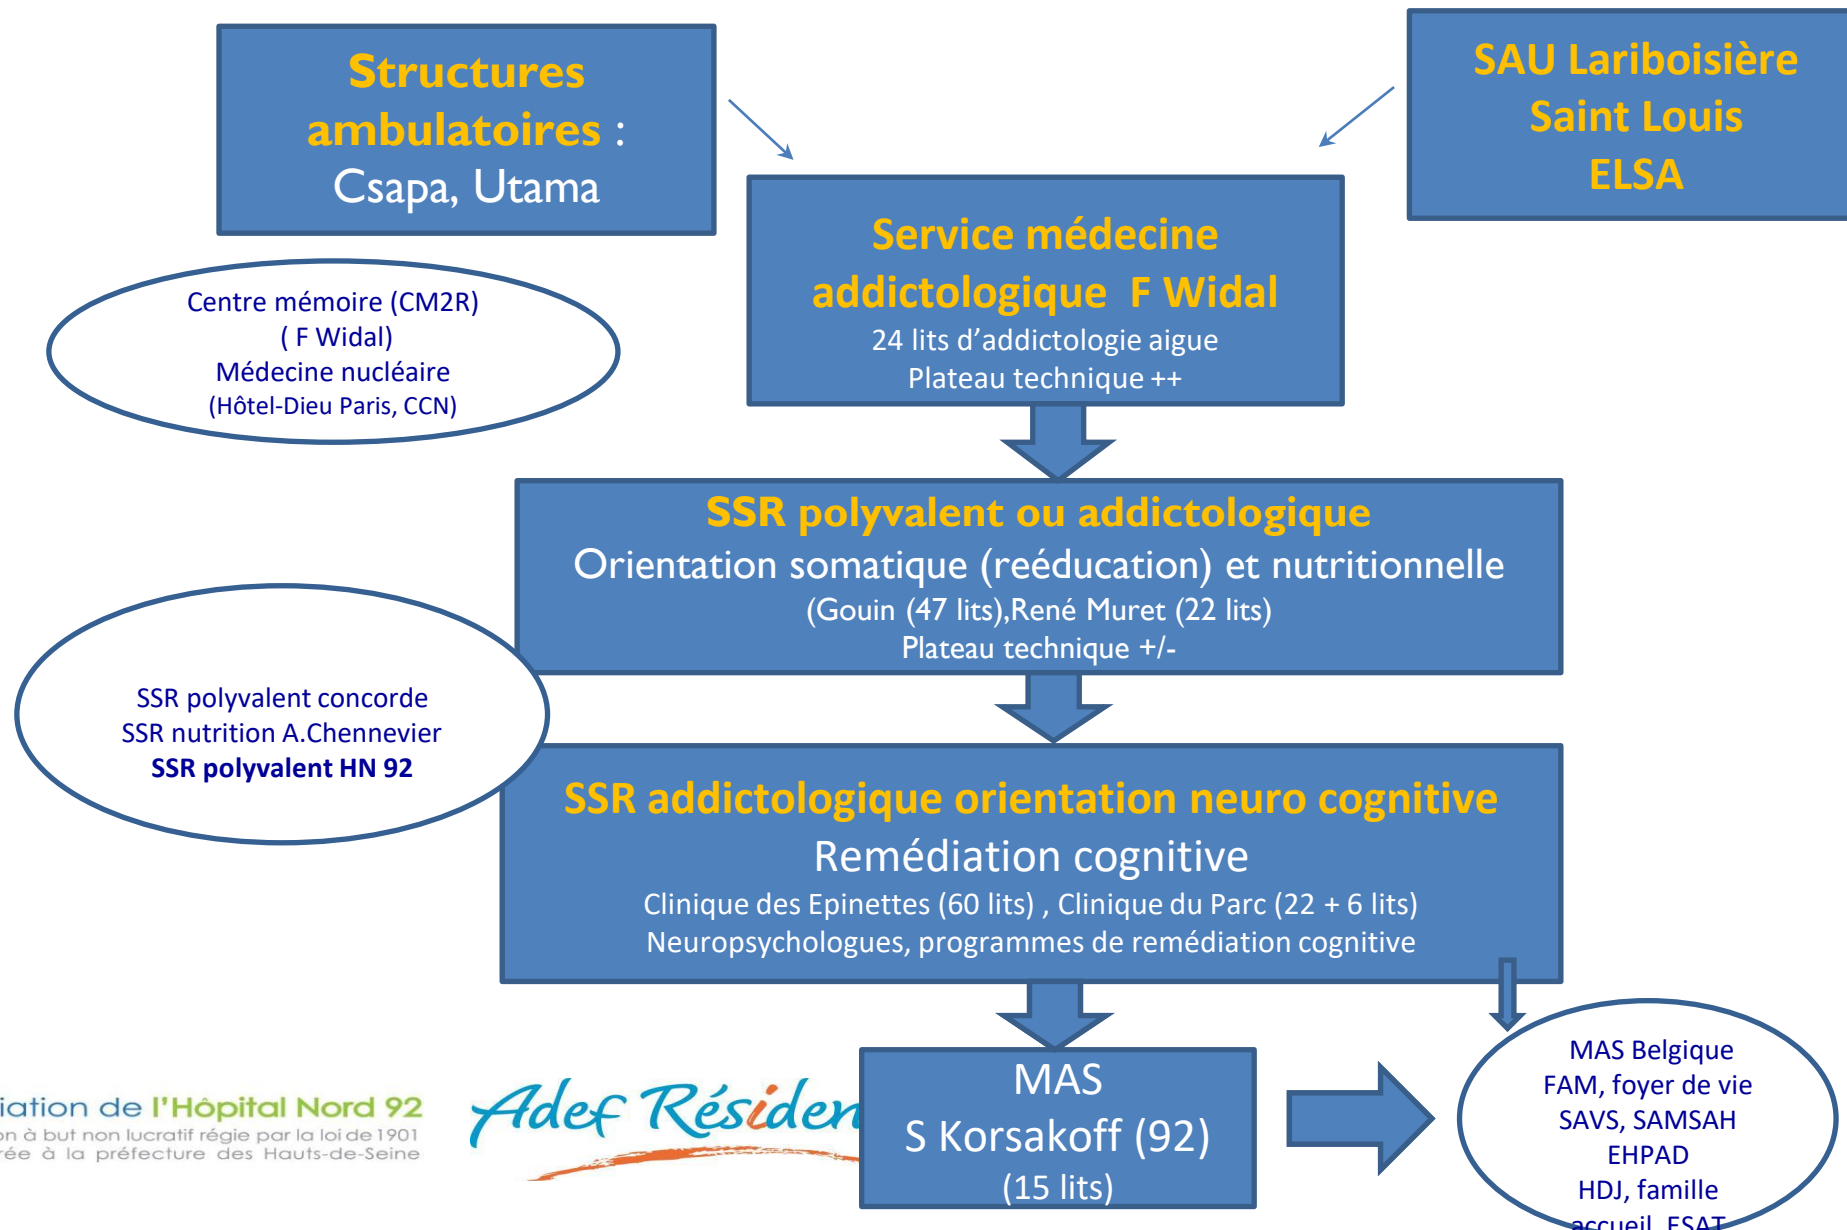 Structures
ambulatoires :
Csapa, Utama
SAU Lariboisière
Saint Louis
ELSA
Service médecine
addictologique F Widal
24 lits d'addictologie aigue
Plateau technique ++
Centre mémoire (CM2R)
( F Widal)
Médecine nucléaire
(Hôtel-Dieu Paris, CCN)
SSR polyvalent ou addictologique
Orientation somatique (reéducation) et nutritionnelle
(Gouin (47 lits),René Muret (22 lits)
Plateau technique +/-
SSR polyvalent concorde
SSR nutrition A.Chennevier
SSR polyvalent HN 92
SSR addictologique orientation neuro cognitive
Remédiation cognitive
Clinique des Epinettes (60 lits) , Clinique du Parc (22 + 6 lits)
Neuropsychologues, programmes de remédiation cognitive
MAS
S Korsakoff (92)
(15 lits)
MAS Belgique
FAM, foyer de vie
SAVS, SAMSAH
EHPAD
HDJ, famille
accueil, ESAT
iation de l'Hôpital Nord 92
on à but non lucratif régie par la loi de 1901
rée à la préfecture des Hauts-de-Seine
Adef Résiden